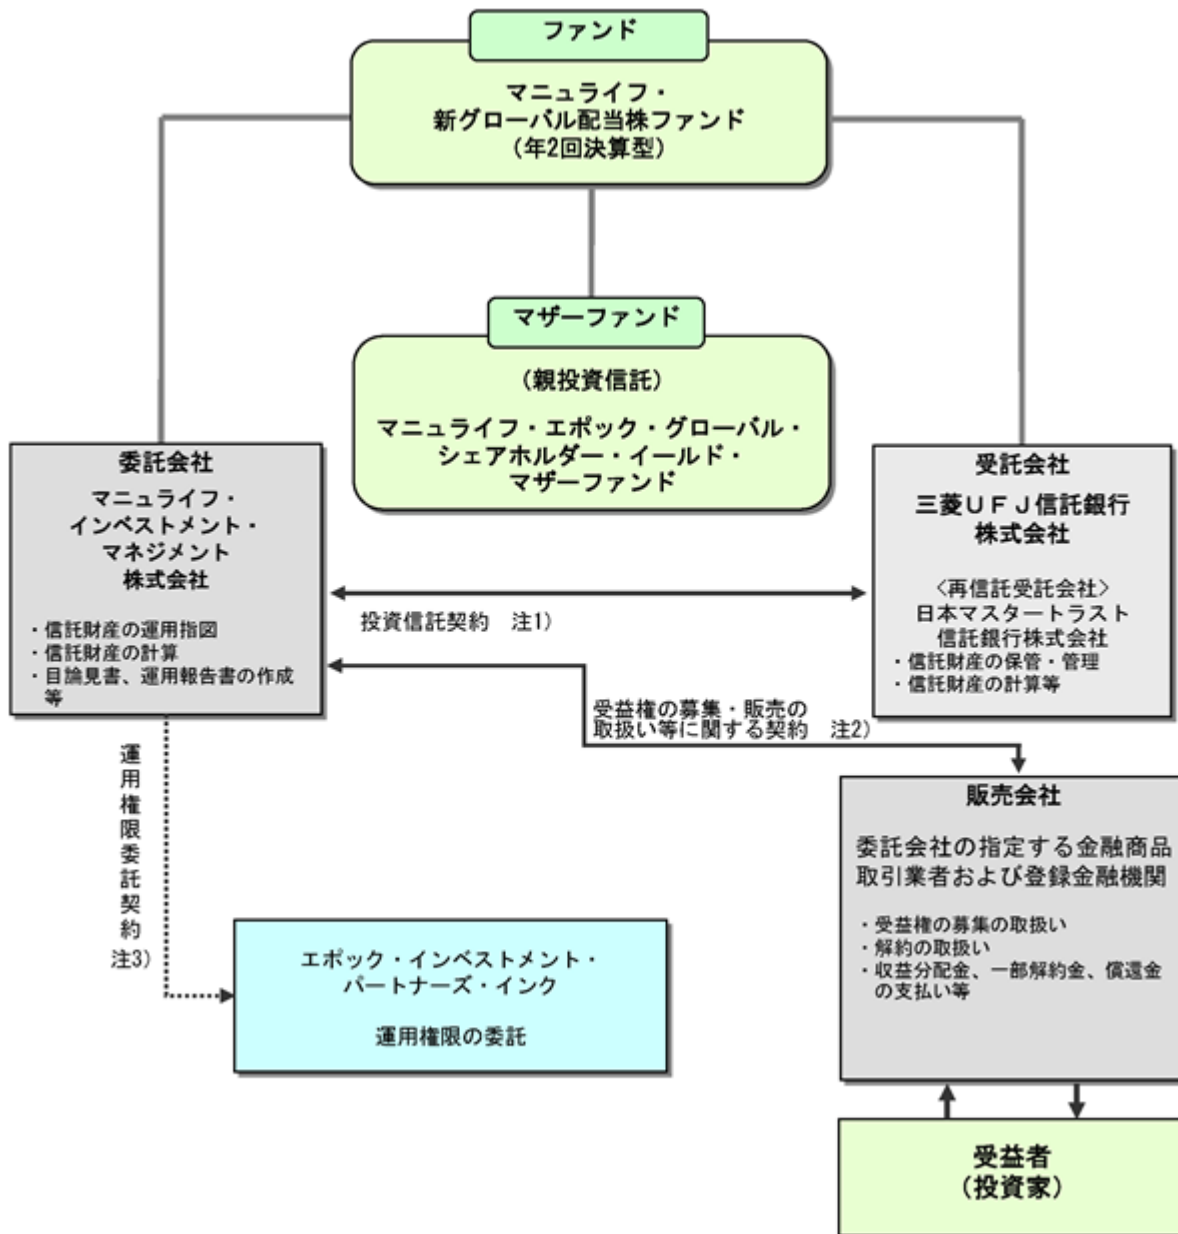 ファンド
マニュライフ・
新グローバル配当株ファンド
（年2回決算型）
マザーファンド
（親投資信託）
マニュライフ・エポック・グローバル・
シェアホルダー・イールド・
マザーファンド
委託会社
マニュライフ・
インベストメント・
マネジメント
株式会社
・信託財産の運用指図
・信託財産の計算
・目論見書、運用報告書の作成
等
受託会社
三菱ＵＦＪ信託銀行
株式会社
〈再信託受託会社〉
日本マスタートラスト
信託銀行株式会社
・信託財産の保管・管理
・信託財産の計算等
投資信託契約　注1）
受益権の募集・販売の
取扱い等に関する契約　注2）
運用権限委託契約
注3）
エポック・インベストメント・
パートナーズ・インク
運用権限の委託
販売会社
委託会社の指定する金融商品
取引業者および登録金融機関
・受益権の募集の取扱い
・解約の取扱い
・収益分配金、一部解約金、償還金
の支払い等
受益者
（投資家）